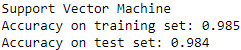 Support Vector Machine
Accuracy on training set: 0.985
Accuracy on test set: 0.984